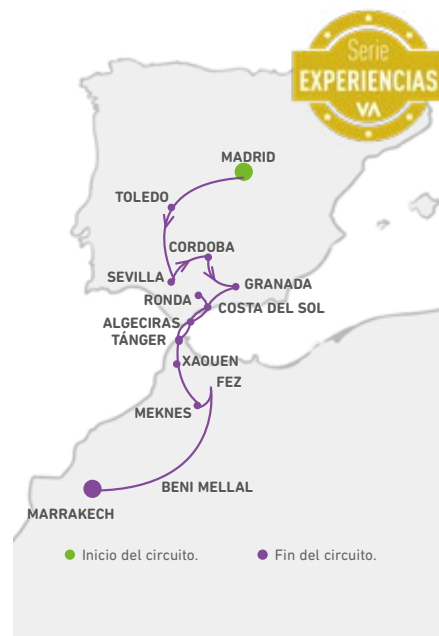 Serie
EXPERIENCIAS
VA
MADRID
TOLEDO
CORDOBA
SEVILLA
GRANADA
RONDA
COSTA DEL SOL
ALGECIRAS
TÁNGER
XAOUEN
FEZ
MEKNES
BENI MELLAL
MARRAKECH
Inicio del circuito.
Fin del circuito.